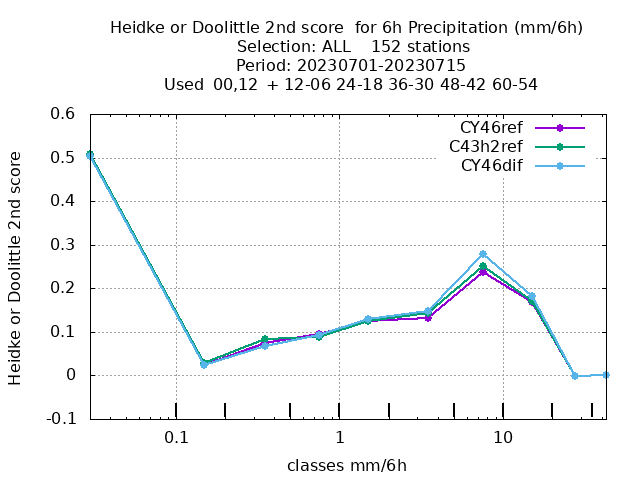 Heidke or Doolittle 2nd score  for 6h Precipitation (mm/6h)
Selection: ALL    152 stations
Period: 20230701-20230715
Used  00,12  + 12-06 24-18 36-30 48-42 60-54
CY46ref
C43h2ref
CY46dif
Heidke or Doolittle 2nd score
0.6
0.5
0.4
0.3
0.2
0.1
0
-0.1
0.1 1 10
classes mm/6h